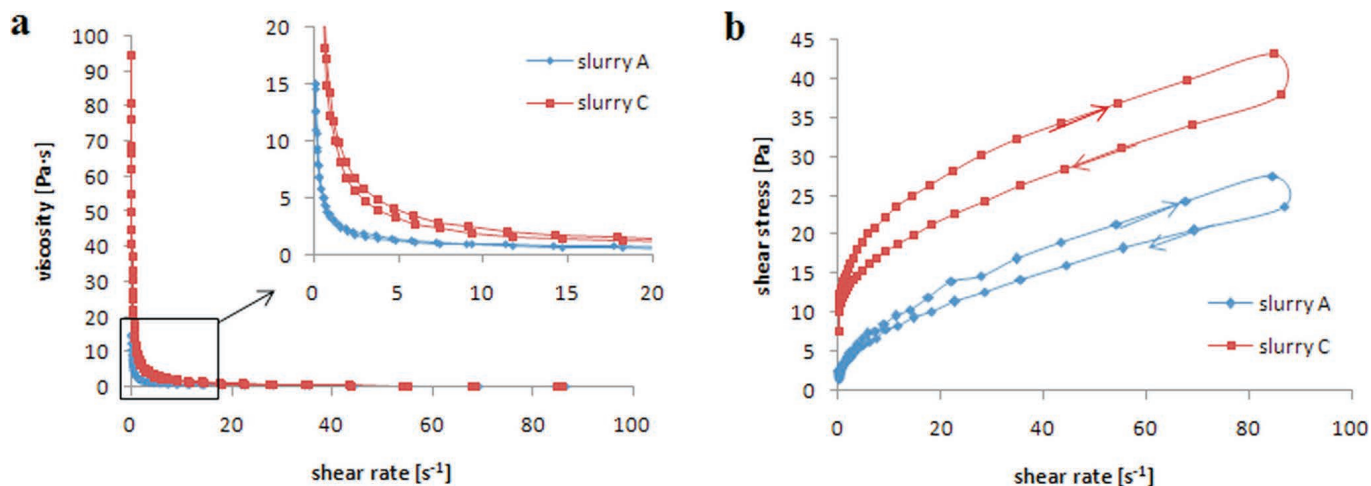 a
viscosity [Pa·s]
100
90
80
70
60
50
40
30
20
10
0
0 20 40 60 80 100
shear rate [s⁻¹]
20
15
10
5
0
0 5 10 15 20
slurry A
slurry C
b
shear stress [Pa]
45
40
35
30
25
20
15
10
5
0
0 20 40 60 80 100
shear rate [s⁻¹]
slurry A
slurry C